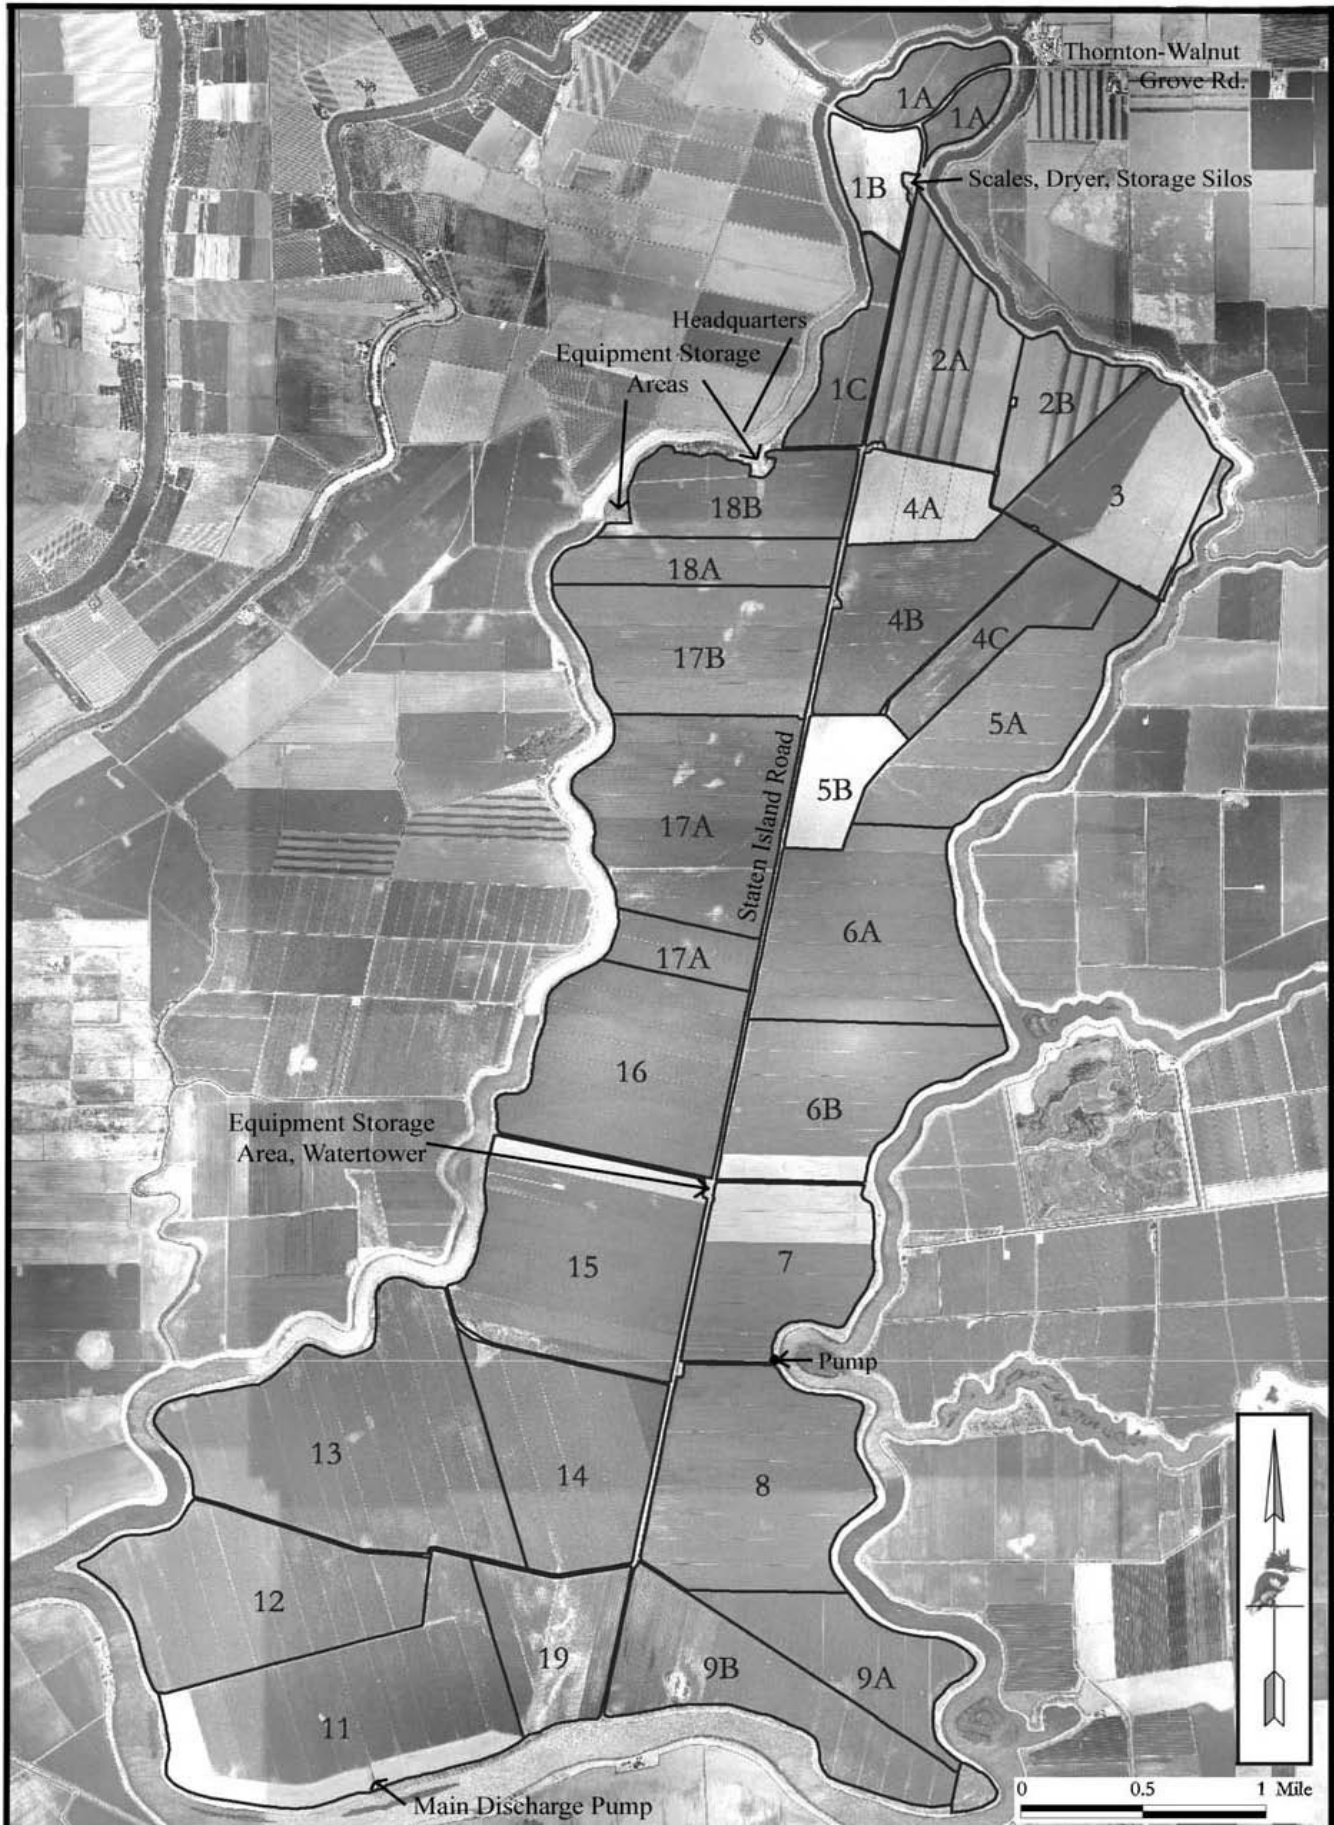 Thornton-Walnut
Grove Rd.
1A
1A
1B
Scales, Dryer, Storage Silos
Headquarters
Equipment Storage
Areas
1C
2A
2B
3
18B
4A
18A
4B
4C
17B
5A
Staten Island Road
5B
17A
6A
17A
16
6B
Equipment Storage
Area, Watertower
15
7
Pump
13
14
8
12
19
9B
9A
11
Main Discharge Pump
0 0.5 1 Mile